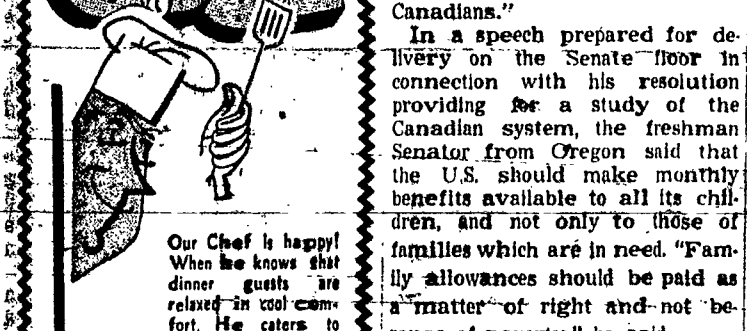 Our Chef is happy!
When he knows that
dinner guests are
relaxed in cool com-
fort. He caters to
Canadians."
In a speech prepared for de-
livery on the Senate floor in
connection with his resolution
providing for a study of the
Canadian system, the freshman
Senator from Oregon said that
the U.S. should make monthly
benefits available to all its chil-
dren, and not only to those of
families which are in need. "Fam-
ily allowances should be paid as
a matter of right and not be-